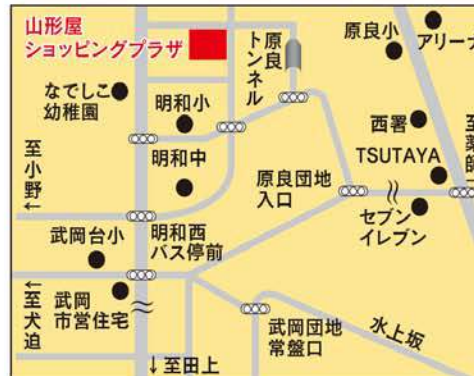 山形屋
ショッピングプラザ
原良
トンネル
原良小
アリーナ
なでしこ
幼稚園
明和小
西署
至薬師
明和中
TSUTAYA
至小野
←
原良団地
入口
セブン
イレブン
武岡台小
明和西
バス停前
←
至犬迫
武岡
市営住宅
武岡団地
常盤口
水上坂
↓至田上